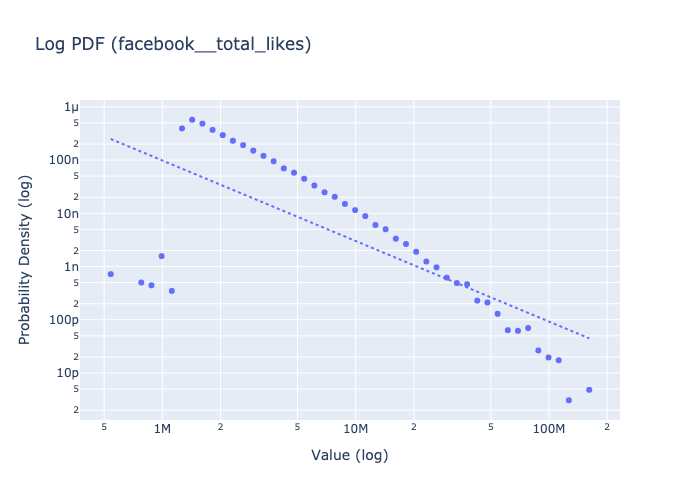 Log PDF (facebook__total_likes)
1μ
5
2
100n
5
2
10n
5
2
1n
5
2
100p
5
2
10p
5
2
Probability Density (log)
5
1M
2
5
10M
2
5
100M
2
Value (log)